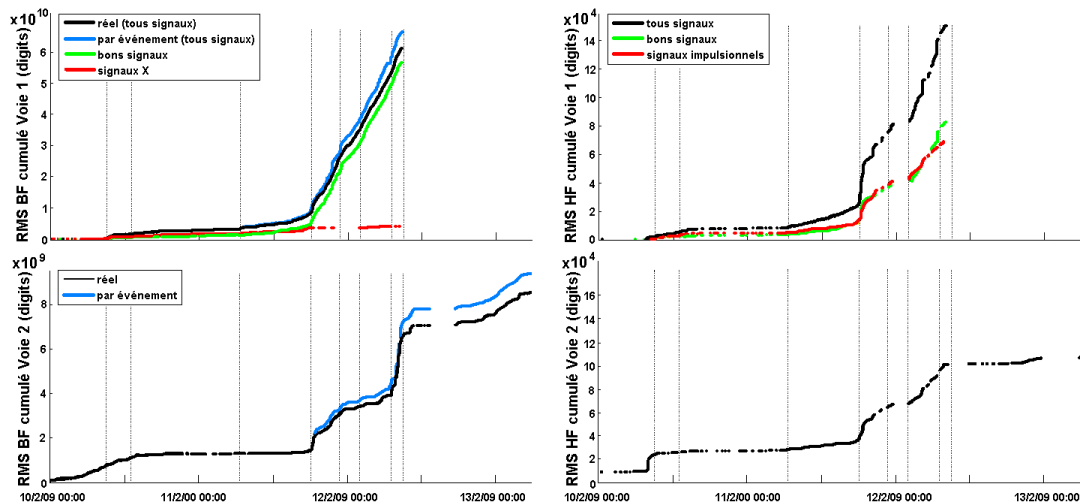 x10^10
RMS BF cumulé Voie 1 (digits)
6
5
4
3
2
1
0
réel (tous signaux)
par événement (tous signaux)
bons signaux
signaux X
x10^4
RMS HF cumulé Voie 1 (digits)
14
12
10
8
6
4
2
0
tous signaux
bons signaux
signaux impulsionnels
x10^9
RMS BF cumulé Voie 2 (digits)
8
6
4
2
0
réel
par événement
10/2/09 00:00
11/2/00 00:00
12/2/09 00:00
13/2/09 00:00
x10^4
RMS HF cumulé Voie 2 (digits)
16
14
12
10
8
6
4
2
0
10/2/09 00:00
11/2/00 00:00
12/2/09 00:00
13/2/09 00:00